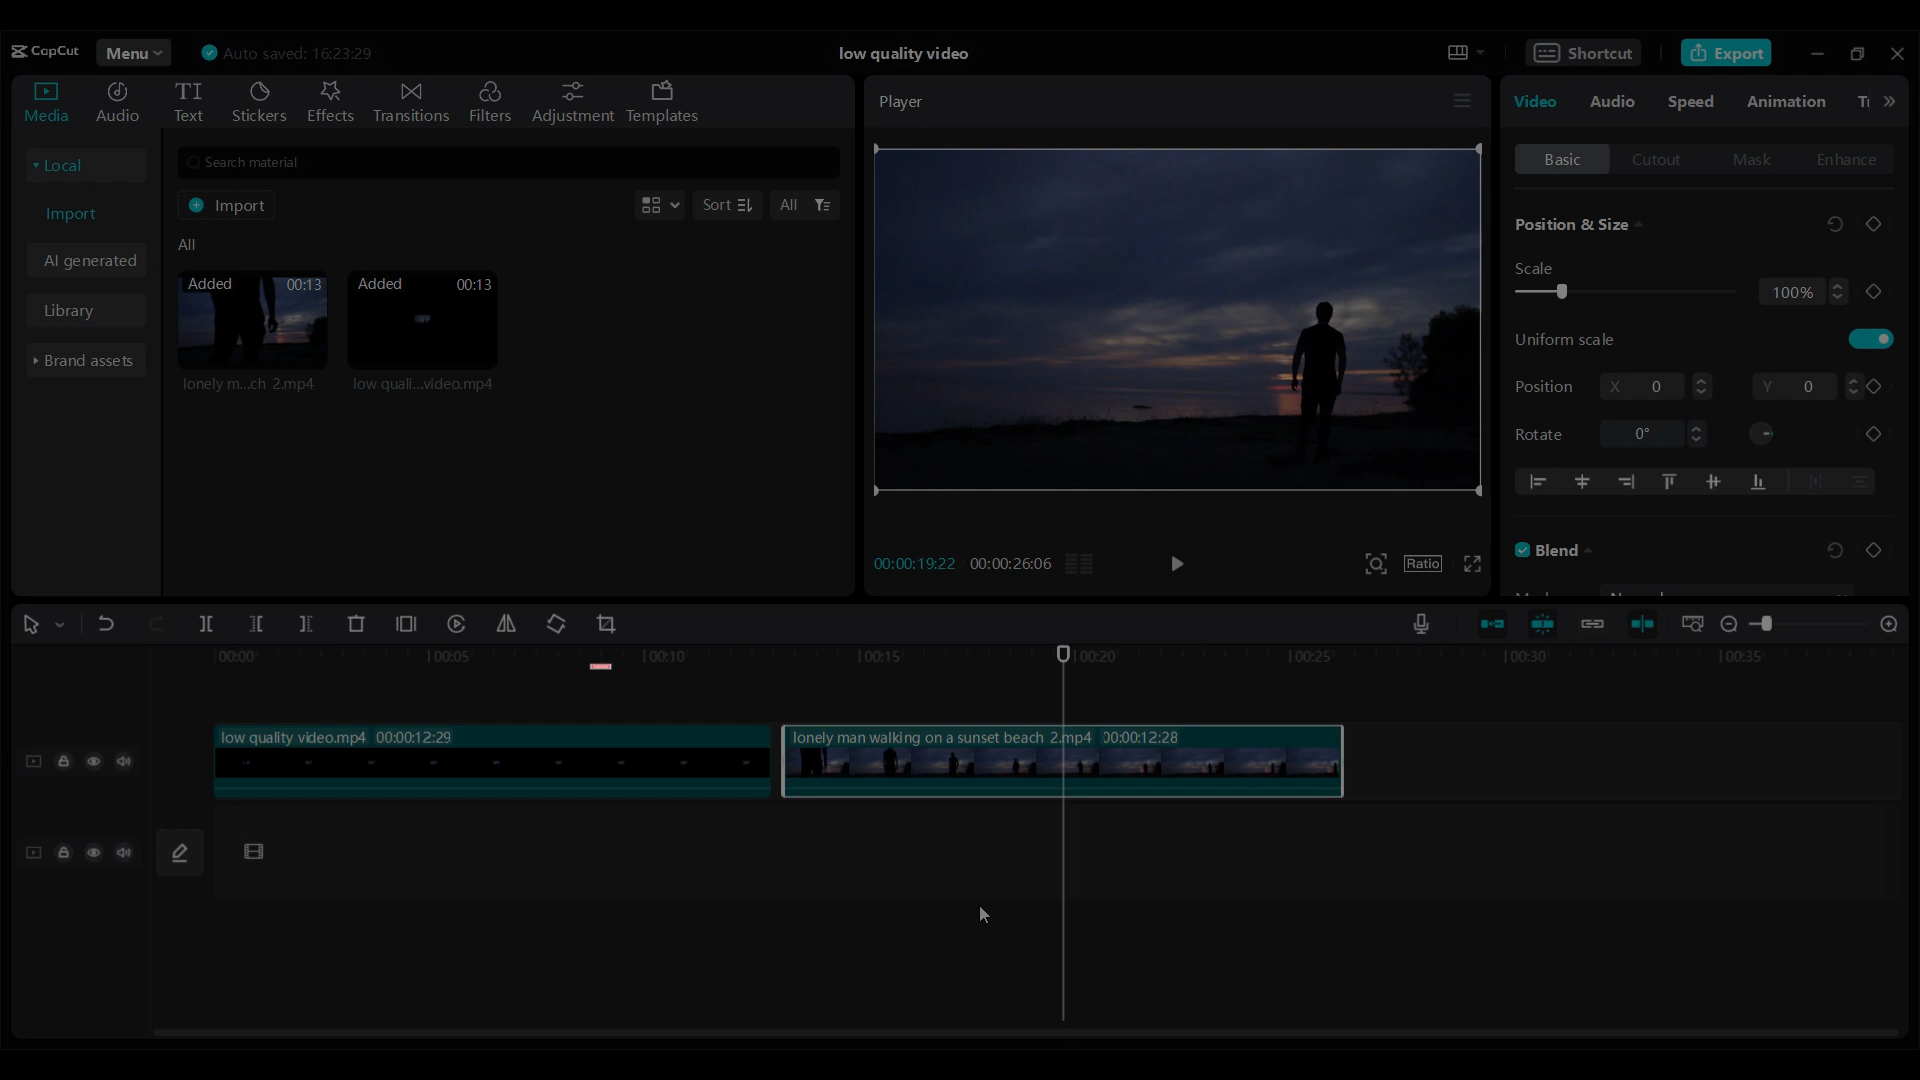 CapCut Menu Auto saved: 16:23:29 low quality video Shortcut Export
Media Audio Text Stickers Effects Transitions Filters Adjustment Templates
Local
Import
AI generated
Library
Brand assets
Search material
Import Sort All
All
Added 00:13 Added 00:13
lonely m...ch 2.mp4 low quali...video.mp4
Player
00:00:19:22 00:00:26:06 Ratio
Video Audio Speed Animation
Basic Cutout Mask Enhance
Position & Size
Scale
100%
Uniform scale
Position X 0 Y 0
Rotate 0°
Blend
00:00 00:05 00:10 00:15 00:20 00:25 00:30 00:35
low quality video.mp4 00:00:12:29 lonely man walking on a sunset beach 2.mp4 00:00:12:28